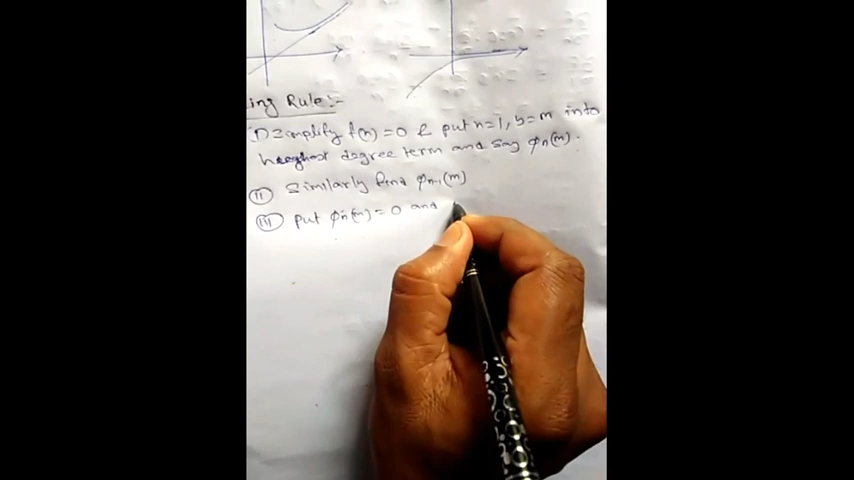 ing Rule:-
I) Simplify f(n)=0 & put n=1, y=m into
heighest degree term and say ϕn(m).
(II) Similarly find ϕn-1(m)
(III) put ϕn(m)=0 and